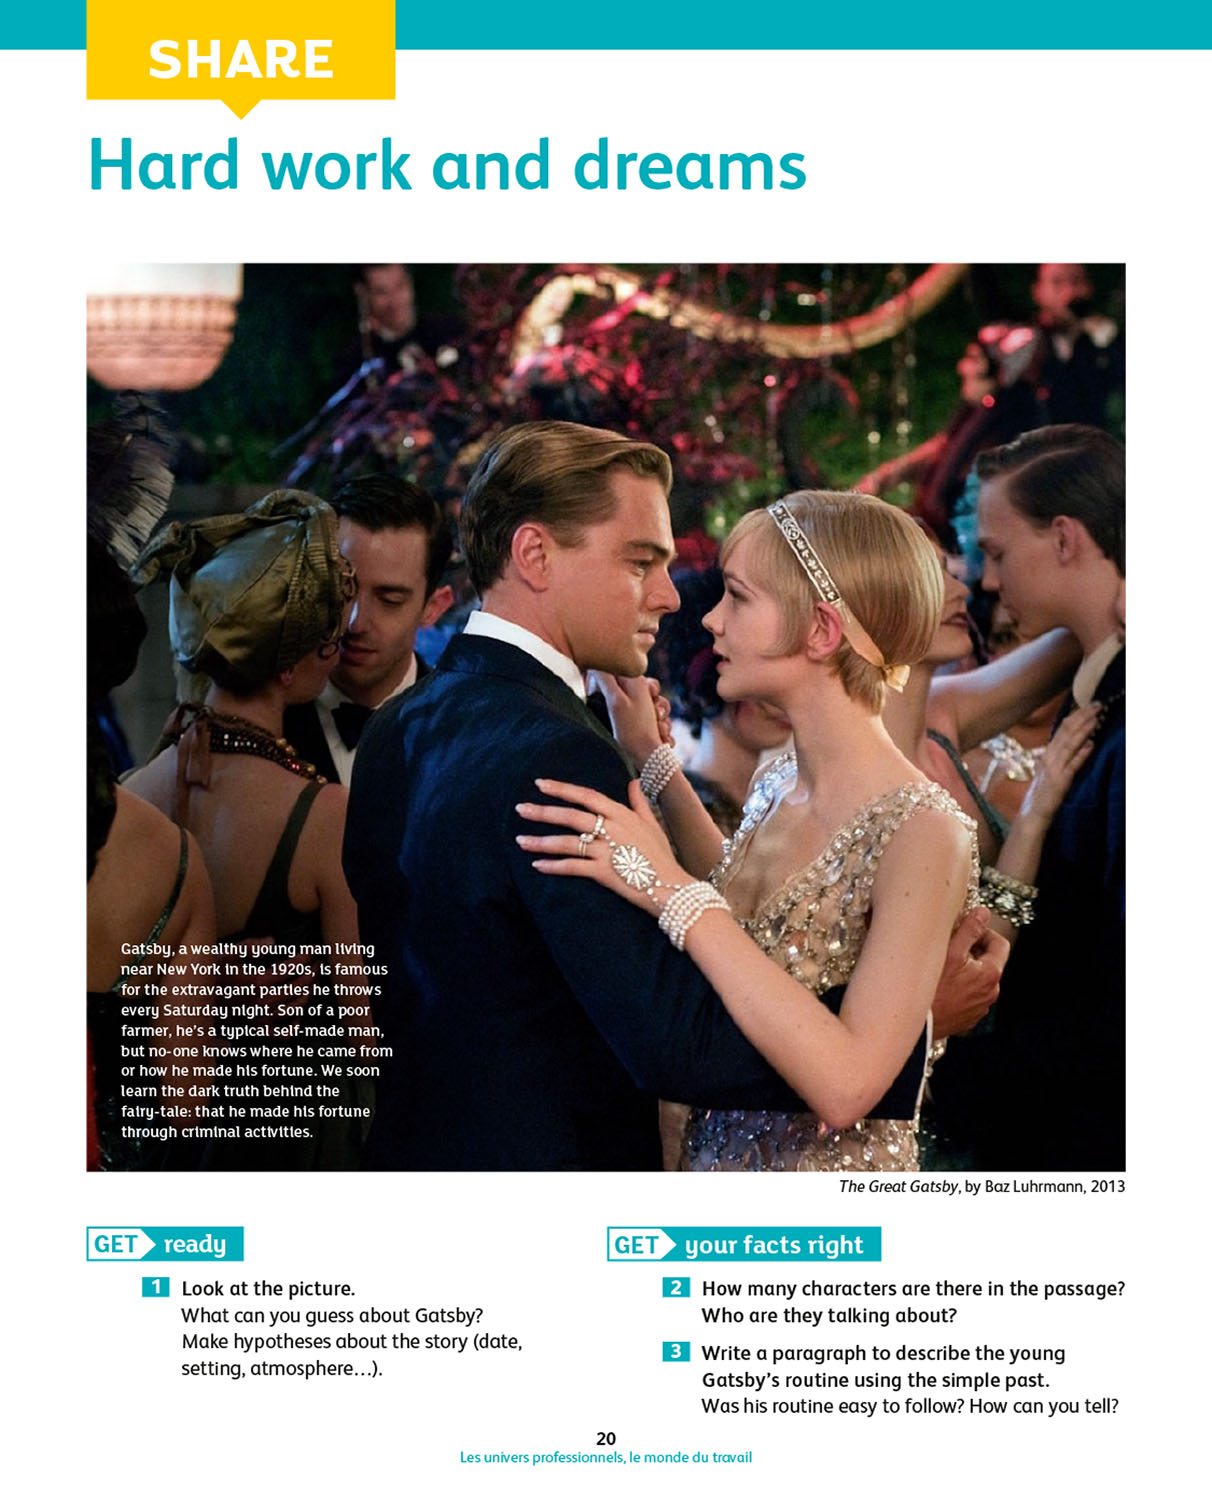 SHARE
Hard work and dreams
Gatsby, a wealthy young man living
near New York in the 1920s, is famous
for the extravagant parties he throws
every Saturday night. Son of a poor
farmer, he's a typical self-made man,
but no-one knows where he came from
or how he made his fortune. We soon
learn the dark truth behind the
fairy-tale: that he made his fortune
through criminal activities.
The Great Gatsby, by Baz Luhrmann, 2013
GET ready
1 Look at the picture.
What can you guess about Gatsby?
Make hypotheses about the story (date,
setting, atmosphere…).
GET your facts right
2 How many characters are there in the passage?
Who are they talking about?
3 Write a paragraph to describe the young
Gatsby's routine using the simple past.
Was his routine easy to follow? How can you tell?
20
Les univers professionnels, le monde du travail